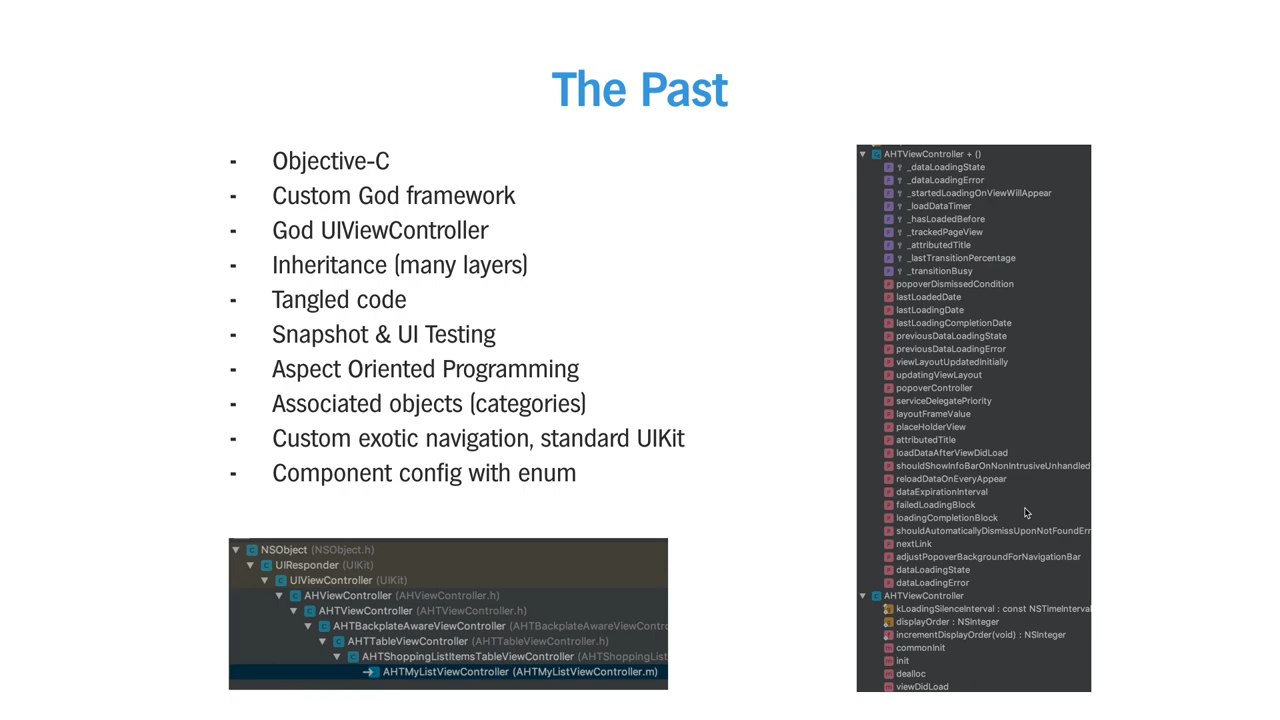 The Past
- Objective-C
- Custom God framework
- God UIViewController
- Inheritance (many layers)
- Tangled code
- Snapshot & UI Testing
- Aspect Oriented Programming
- Associated objects (categories)
- Custom exotic navigation, standard UIKit
- Component config with enum
NSObject (NSObject.h)
UIResponder (UIKit)
UIViewController (UIKit)
AHViewController (AHViewController.h)
AHTViewController (AHTViewController.h)
AHTBackplateAwareViewController (AHTBackplateAwareViewContro
AHTTableViewController (AHTTableViewController.h)
AHTShoppingListItemsTableViewController (AHTShoppingList
AHTMyListViewController (AHTMyListViewController.m)
AHTViewController + ()
_dataLoadingState
_dataLoadingError
_startedLoadingOnViewWillAppear
_loadDataTimer
_hasLoadedBefore
_trackedPageView
_attributedTitle
_lastTransitionPercentage
_transitionBusy
popoverDismissedCondition
lastLoadedDate
lastLoadingDate
lastLoadingCompletionDate
previousDataLoadingState
previousDataLoadingError
viewLayoutUpdatedInitially
updatingViewLayout
popoverController
serviceDelegatePriority
layoutFrameValue
placeHolderView
attributedTitle
loadDataAfterViewDidLoad
shouldShowInfoBarOnNonIntrusiveUnhandled
reloadDataOnEveryAppear
dataExpirationInterval
failedLoadingBlock
loadingCompletionBlock
shouldAutomaticallyDismissUponNotFoundErr
nextLink
adjustPopoverBackgroundForNavigationBar
dataLoadingState
dataLoadingError
AHTViewController
kLoadingSilenceInterval : const NSTimeInterval
displayOrder : NSInteger
incrementDisplayOrder(void) : NSInteger
commonInit
init
dealloc
viewDidLoad